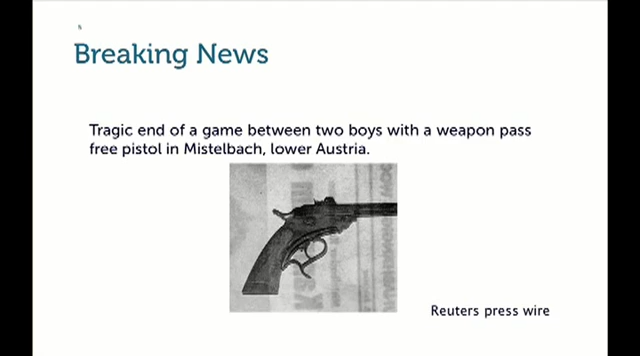 Breaking News
Tragic end of a game between two boys with a weapon pass
free pistol in Mistelbach, lower Austria.
Reuters press wire